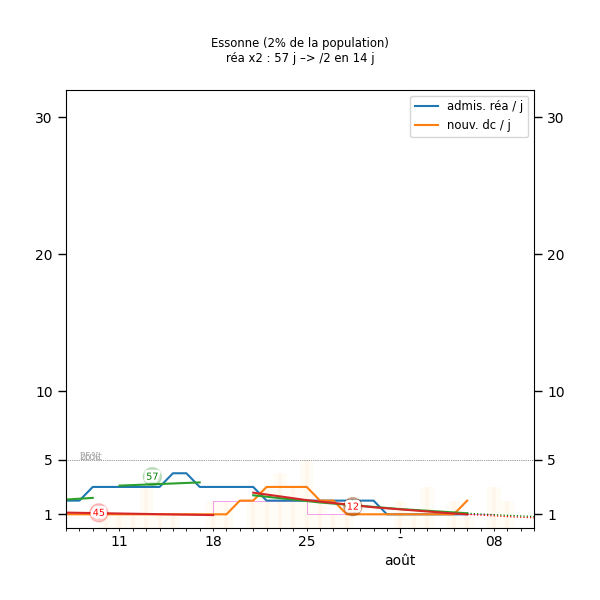 Essonne (2% de la population)
réa x2 : 57 j –> /2 en 14 j
admis. réa / j
nouv. dc / j
30 30
20 20
10 10
5 5
57
45
12
1 1
11 18 25 - 08
août